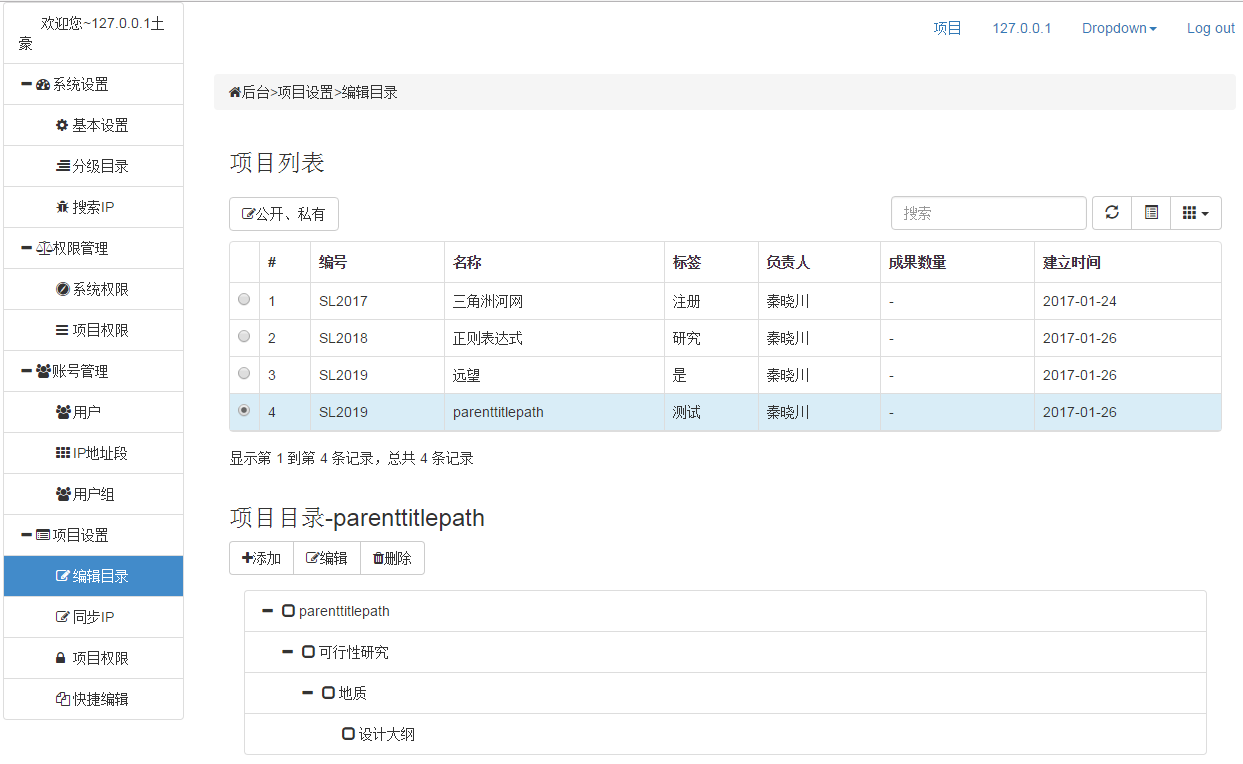 欢迎您~127.0.0.1土
豪
系统设置
基本设置
分级目录
搜索IP
权限管理
系统权限
项目权限
账号管理
用户
IP地址段
用户组
项目设置
编辑目录
同步IP
项目权限
快捷编辑
项目 127.0.0.1 Dropdown Log out
后台>项目设置>编辑目录
项目列表
公开、私有 搜索
# 编号 名称 标签 负责人 成果数量 建立时间
1 SL2017 三角洲河网 注册 秦晓川 - 2017-01-24
2 SL2018 正则表达式 研究 秦晓川 - 2017-01-26
3 SL2019 远望 是 秦晓川 - 2017-01-26
4 SL2019 parenttitlepath 测试 秦晓川 - 2017-01-26
显示第 1 到第 4 条记录，总共 4 条记录
项目目录-parenttitlepath
添加 编辑 删除
parenttitlepath
可行性研究
地质
设计大纲